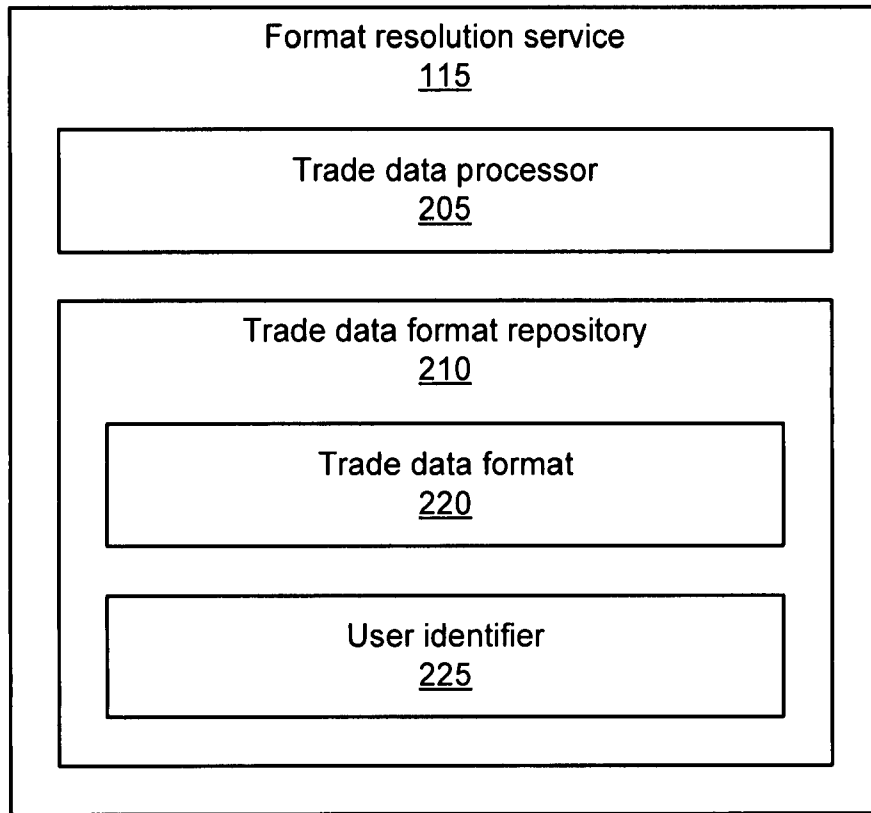 Format resolution service
115
Trade data processor
205
Trade data format repository
210
Trade data format
220
User identifier
225